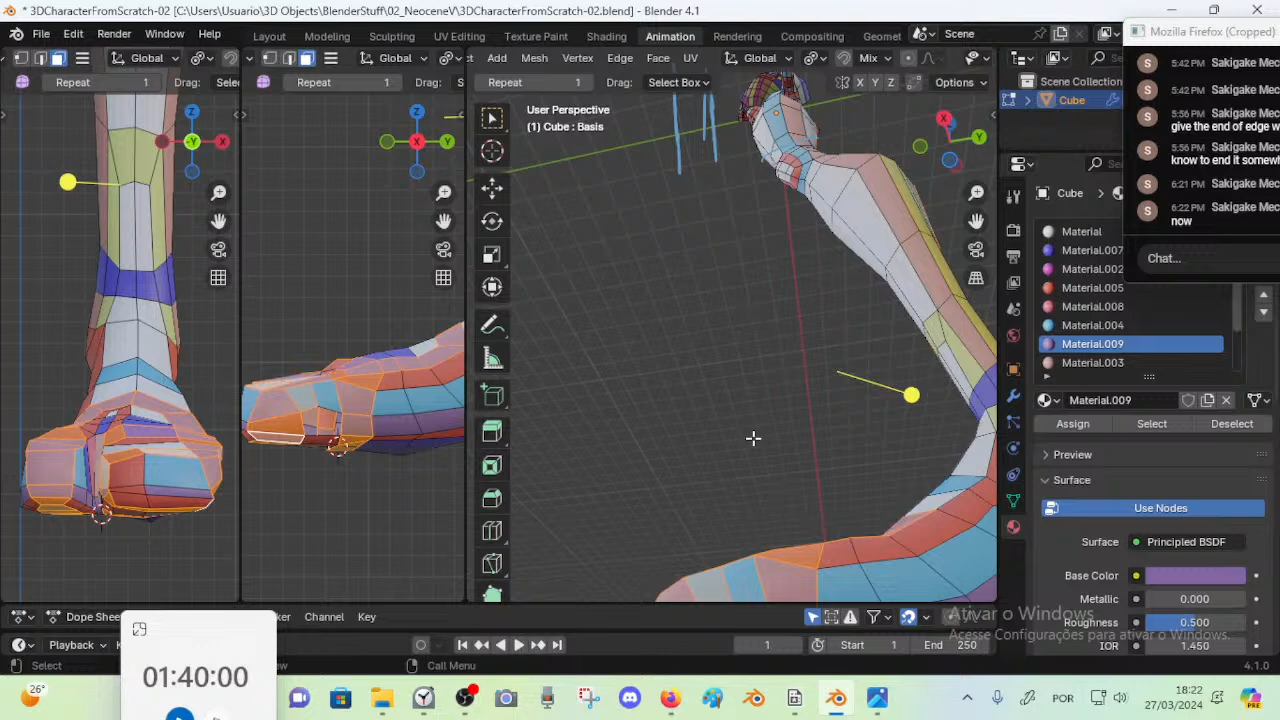 * 3DCharacterFromScratch-02 [C:\Users\Usuario\3D Objects\BlenderStuff\02_NeoceneV\3DCharacterFromScratch-02.blend] - Blender 4.1
File Edit Render Window Help Layout Modeling Sculpting UV Editing Texture Paint Shading Animation Rendering Compositing Geomet Scene
Mozilla Firefox (Cropped)
Global Global Add Mesh Vertex Edge Face UV Global Mix
Repeat 1 Drag: Sele Repeat 1 Drag: S Repeat 1 Drag: Select Box X Y Z Options
Scene Collection
Cube
User Perspective
(1) Cube : Basis
S 5:42 PM Sakigake Mec
S 5:42 PM Sakigake Mec
S 5:56 PM Sakigake Mec
give the end of edge w
S 5:56 PM Sakigake Mec
know to end it somewh
S 6:21 PM Sakigake Mec
S 6:22 PM Sakigake Mec
now
Chat...
Z -Y X
Z X
X Y
Cube
Material
Material.007
Material.002
Material.005
Material.008
Material.004
Material.009
Material.003
Material.009
Assign Select Deselect
Preview
Surface
Use Nodes
Surface Principled BSDF
Base Color
Metallic 0.000
Roughness 0.500
IOR 1.450
Dope Shee ker Channel Key
Playback 1 Start 1 End 250
Select ew Call Menu 4.1.0
Ativar o Windows
Acesse Configurações para ativar o Windows.
01:40:00
26°
POR
18:22
27/03/2024
PRE